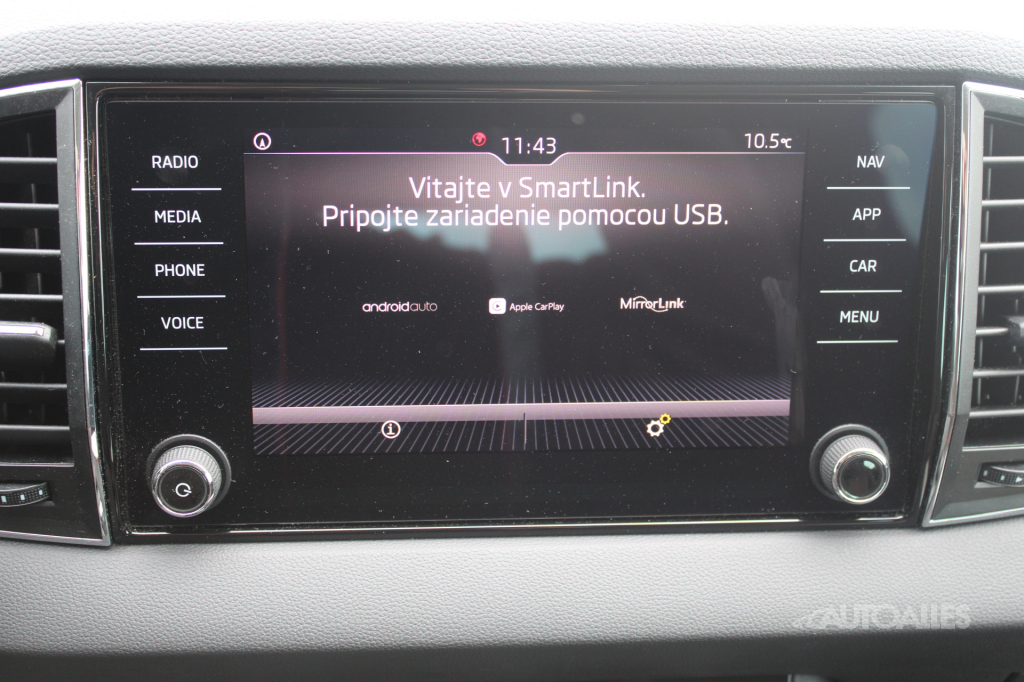 11:43
10.5°C
Vitajte v SmartLink.
Pripojte zariadenie pomocou USB.
androidauto
Apple CarPlay
MirrorLink
RADIO
MEDIA
PHONE
VOICE
NAV
APP
CAR
MENU
AUTOALLES